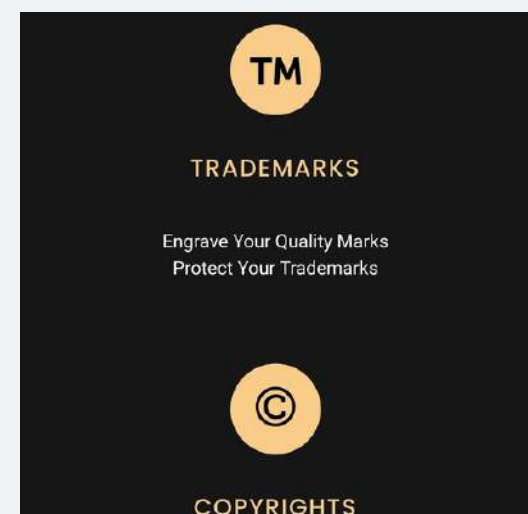 TM
TRADEMARKS
Engrave Your Quality Marks
Protect Your Trademarks
©
COPYRIGHTS